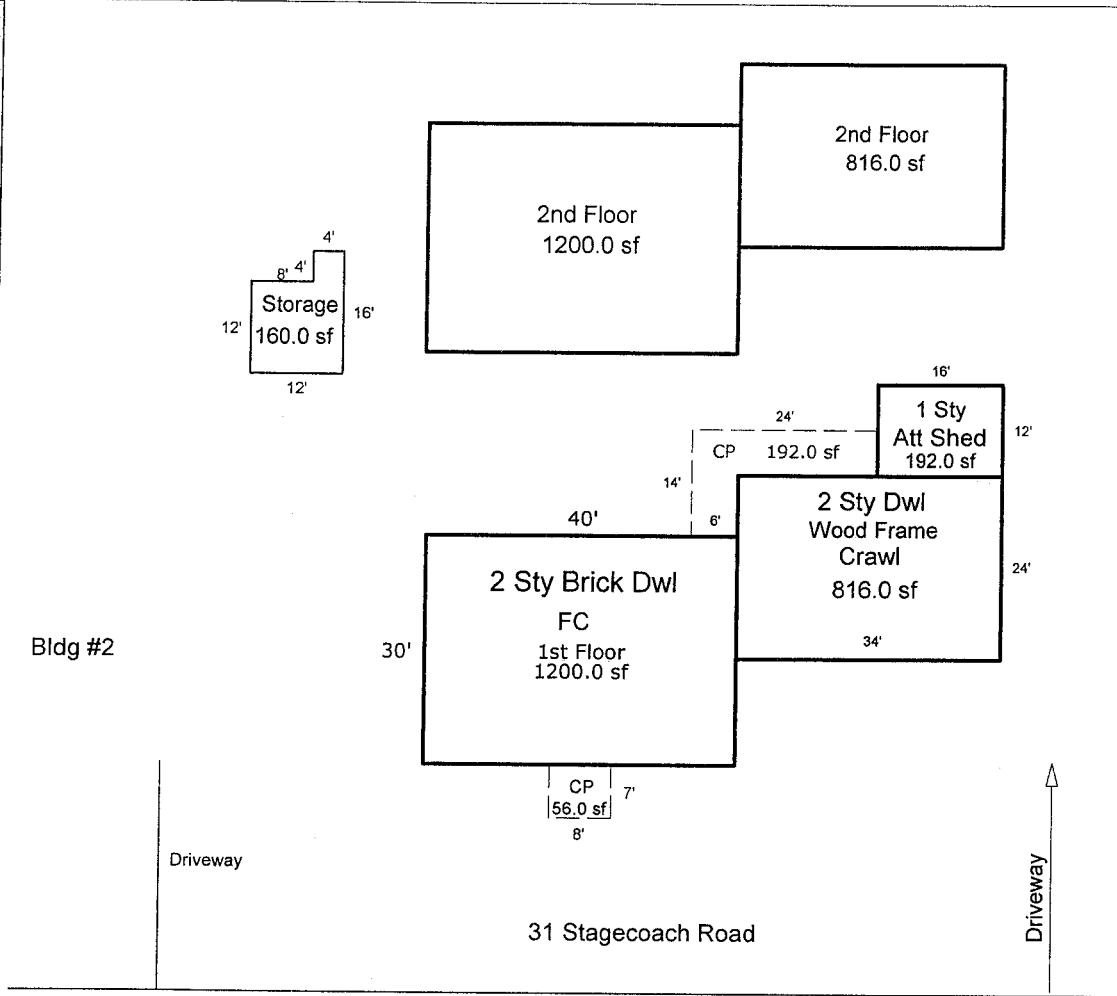 2nd Floor
816.0 sf
2nd Floor
1200.0 sf
4'
8'
4'
Storage
160.0 sf
12'
16'
12'
16'
1 Sty
Att Shed
192.0 sf
12'
24'
CP 192.0 sf
14'
6'
2 Sty Dwl
Wood Frame
Crawl
816.0 sf
24'
34'
40'
2 Sty Brick Dwl
FC
1st Floor
1200.0 sf
30'
Bldg #2
CP
56.0 sf
7'
8'
Driveway
Driveway
31 Stagecoach Road